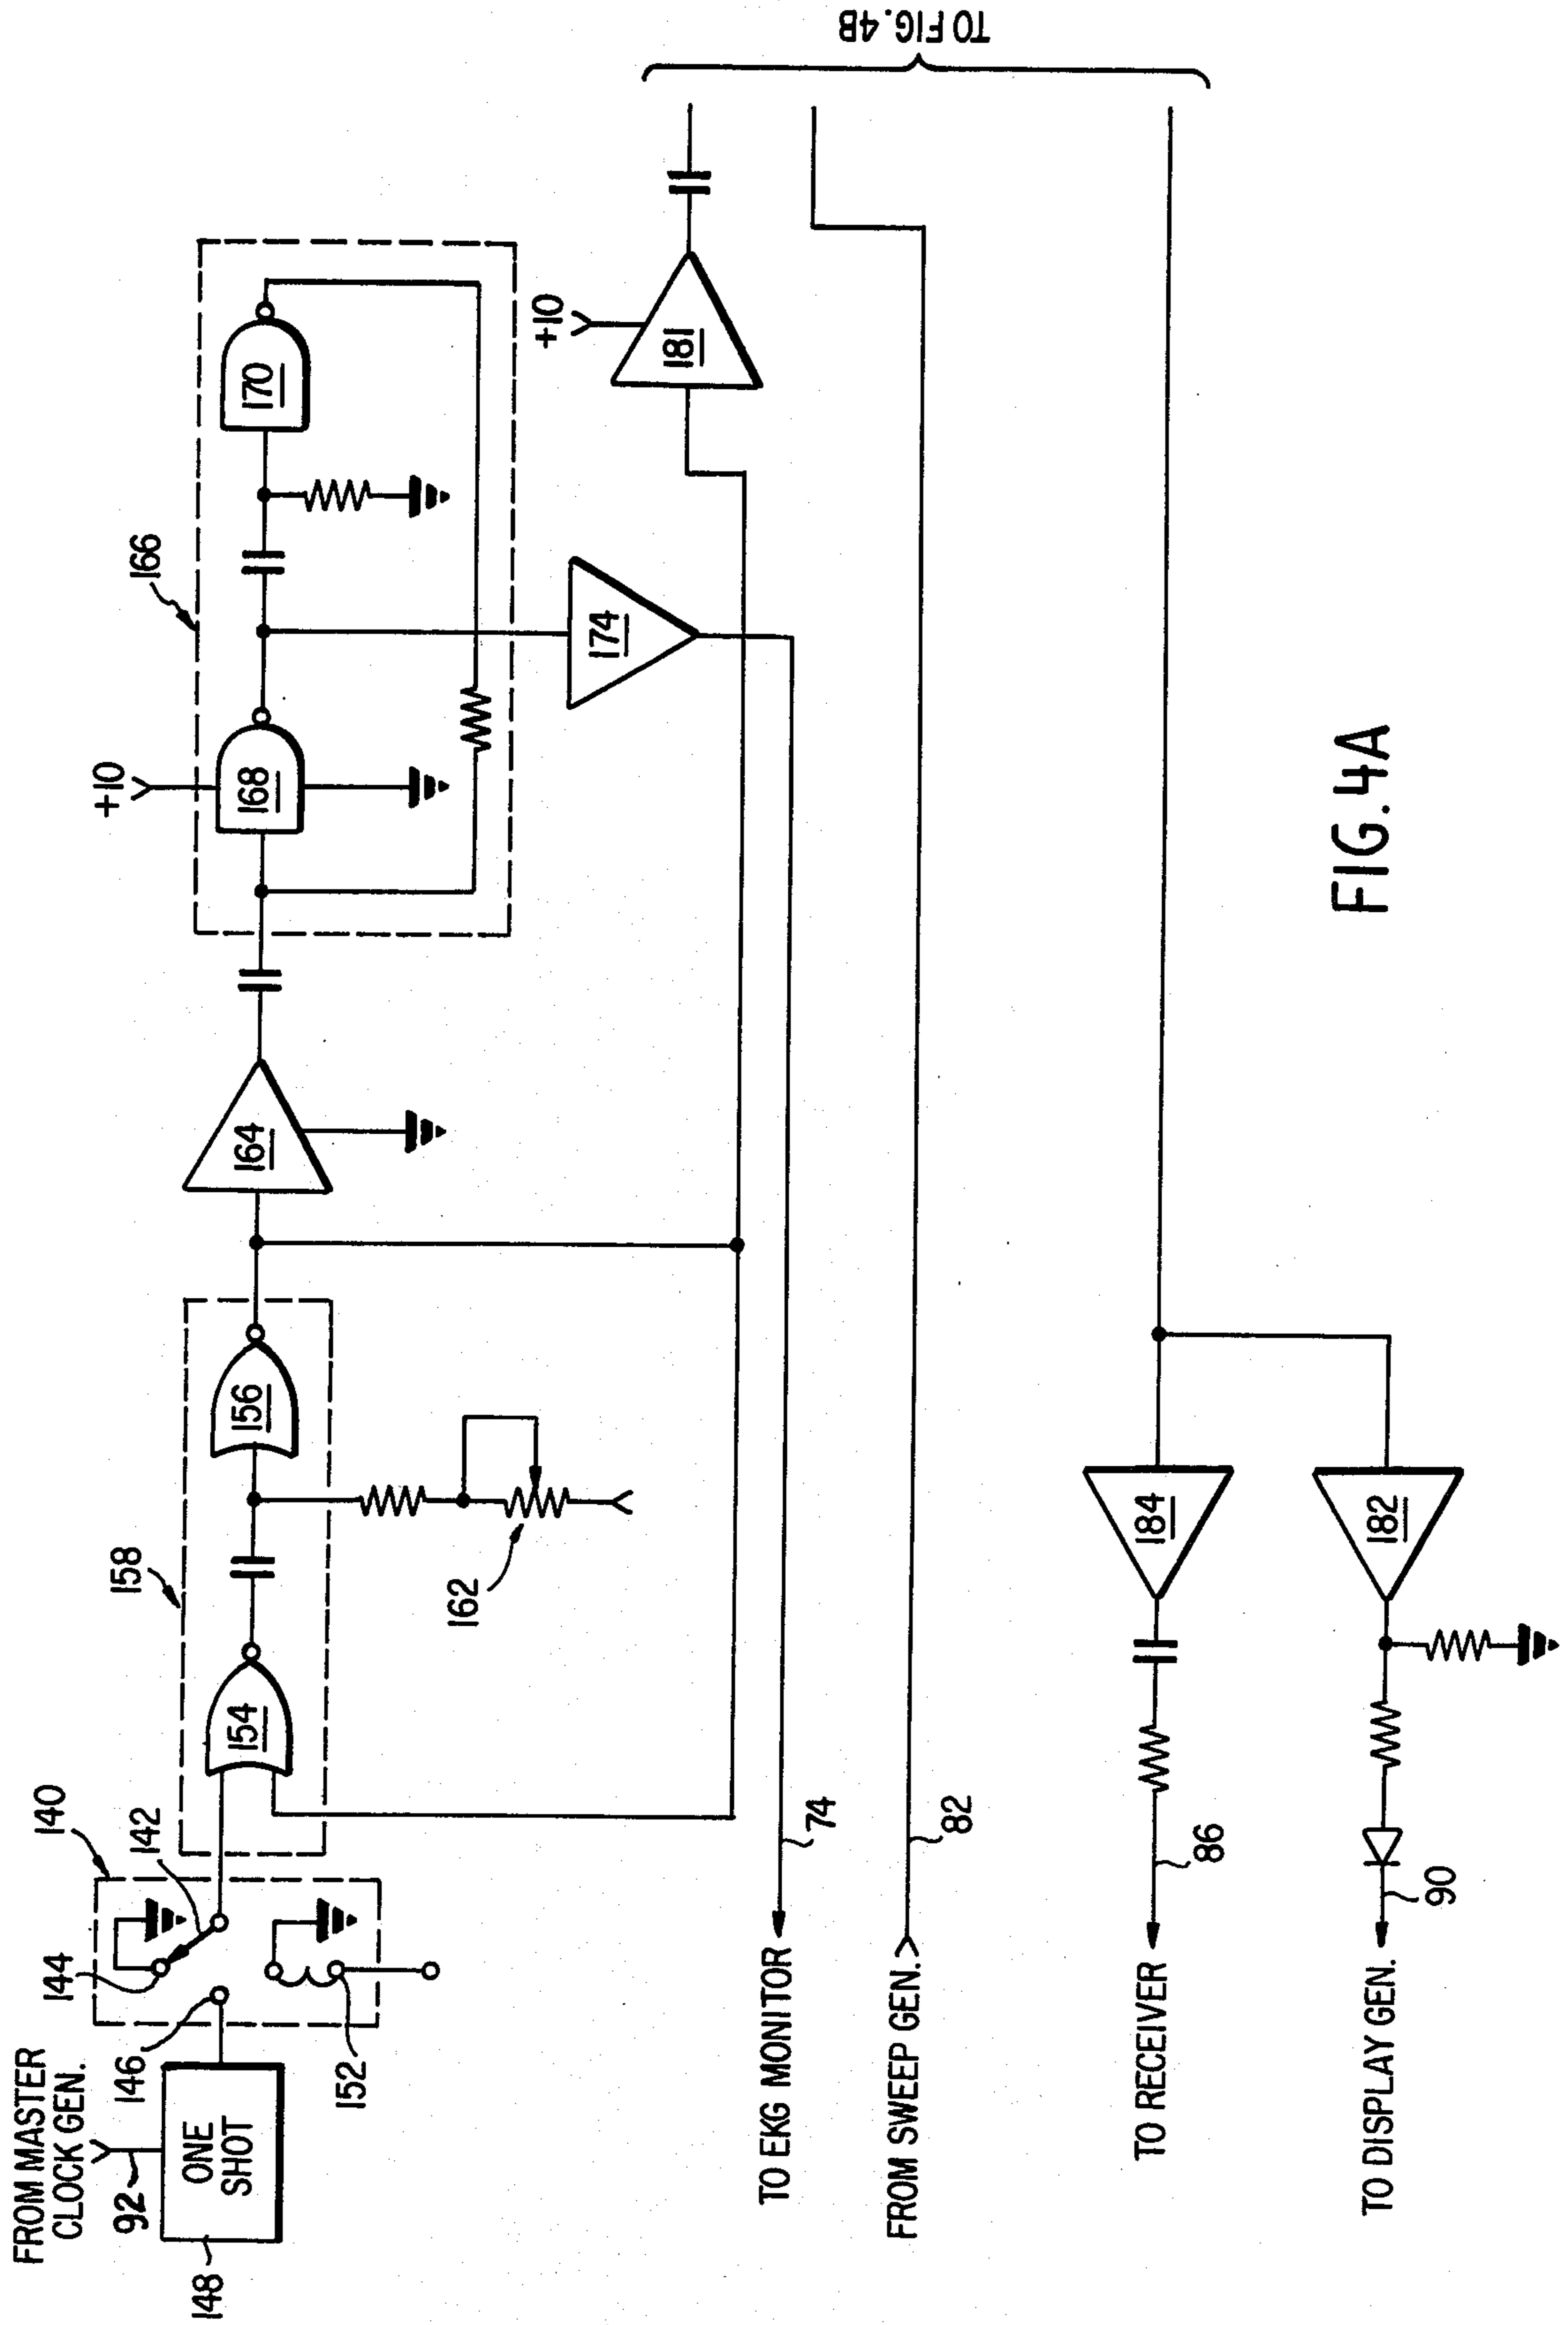 FROM MASTER
CLOCK GEN.
92
148
ONE
SHOT
146
144
142
140
152
154
158
156
162
164
166
+10
168
170
174
+10
181
TO FIG. 4B
TO EKG MONITOR
74
FROM SWEEP GEN.
82
TO RECEIVER
86
184
TO DISPLAY GEN.
90
182
FIG. 4A